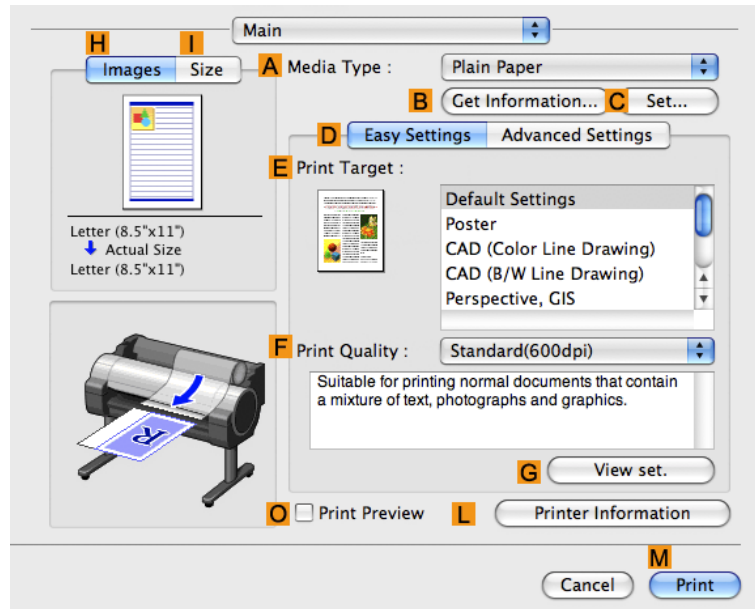 Main
H I
Images Size
A Media Type : Plain Paper
B Get Information... C Set...
D Easy Settings Advanced Settings
E Print Target :
Default Settings
Poster
CAD (Color Line Drawing)
CAD (B/W Line Drawing)
Perspective, GIS
Letter (8.5"x11")
Actual Size
Letter (8.5"x11")
F Print Quality : Standard(600dpi)
Suitable for printing normal documents that contain
a mixture of text, photographs and graphics.
R
G View set.
O Print Preview L Printer Information
M
Cancel Print